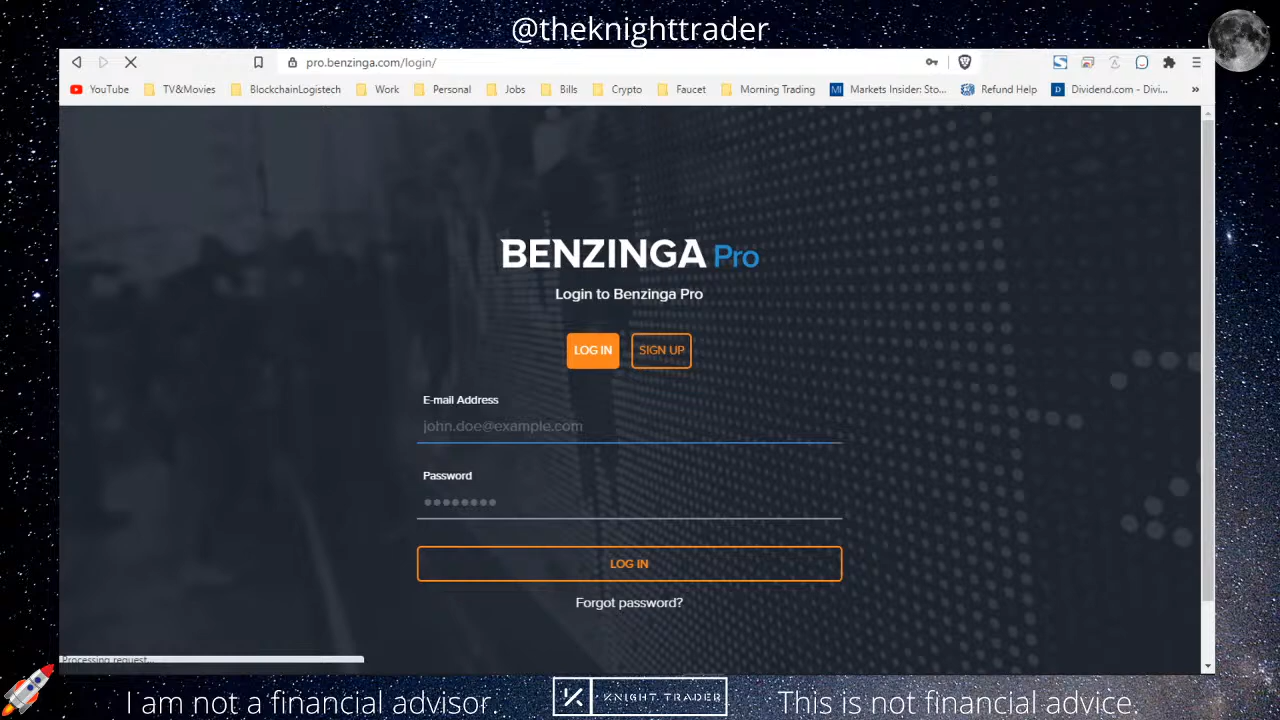 @theknighttrader
pro.benzinga.com/login/
YouTube TV&Movies BlockchainLogistech Work Personal Jobs Bills Crypto Faucet Morning Trading MI Markets Insider: Sto... Refund Help D Dividend.com - Divi... »
BENZINGA Pro
Login to Benzinga Pro
LOG IN SIGN UP
E-mail Address
john.doe@example.com
Password
LOG IN
Forgot password?
Processing request...
I am not a financial advisor. KNIGHT TRADER This is not financial advice.